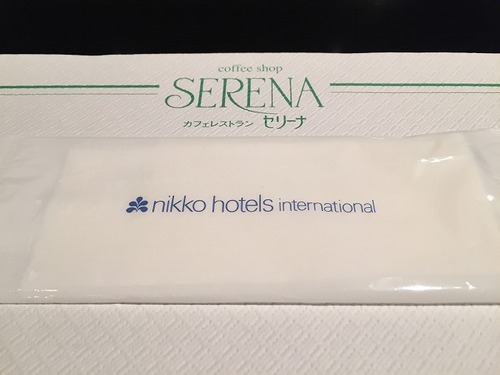 coffee shop
SERENA
カフェレストラン セリーナ
nikko hotels international